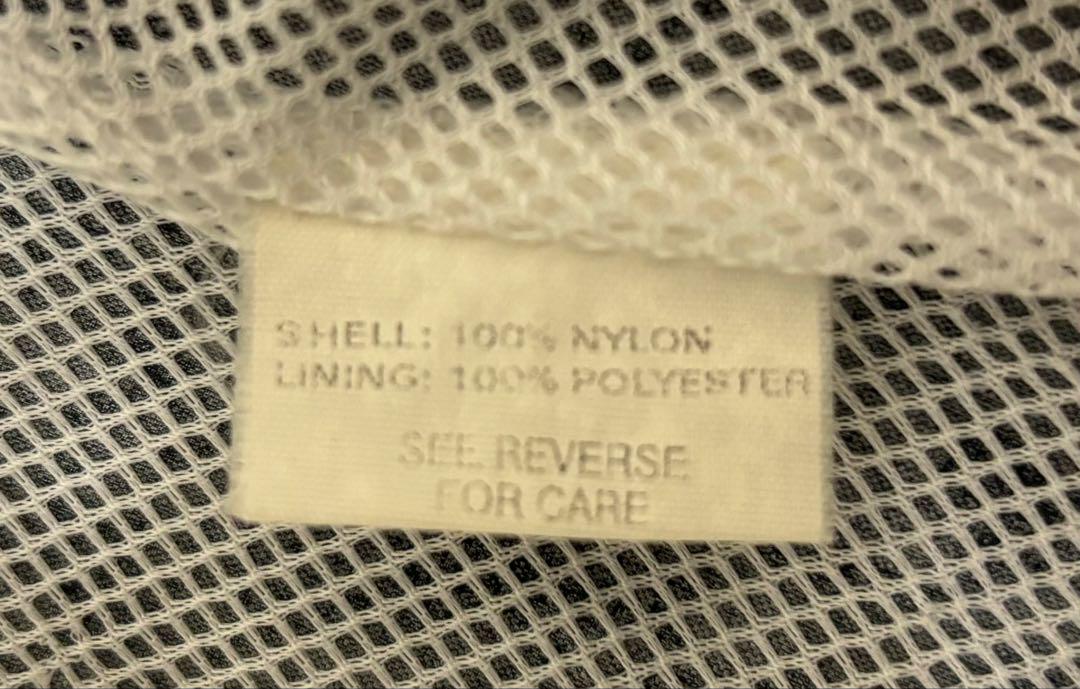 SHELL: 100% NYLON
LINING: 100% POLYESTER
SEE REVERSE
FOR CARE